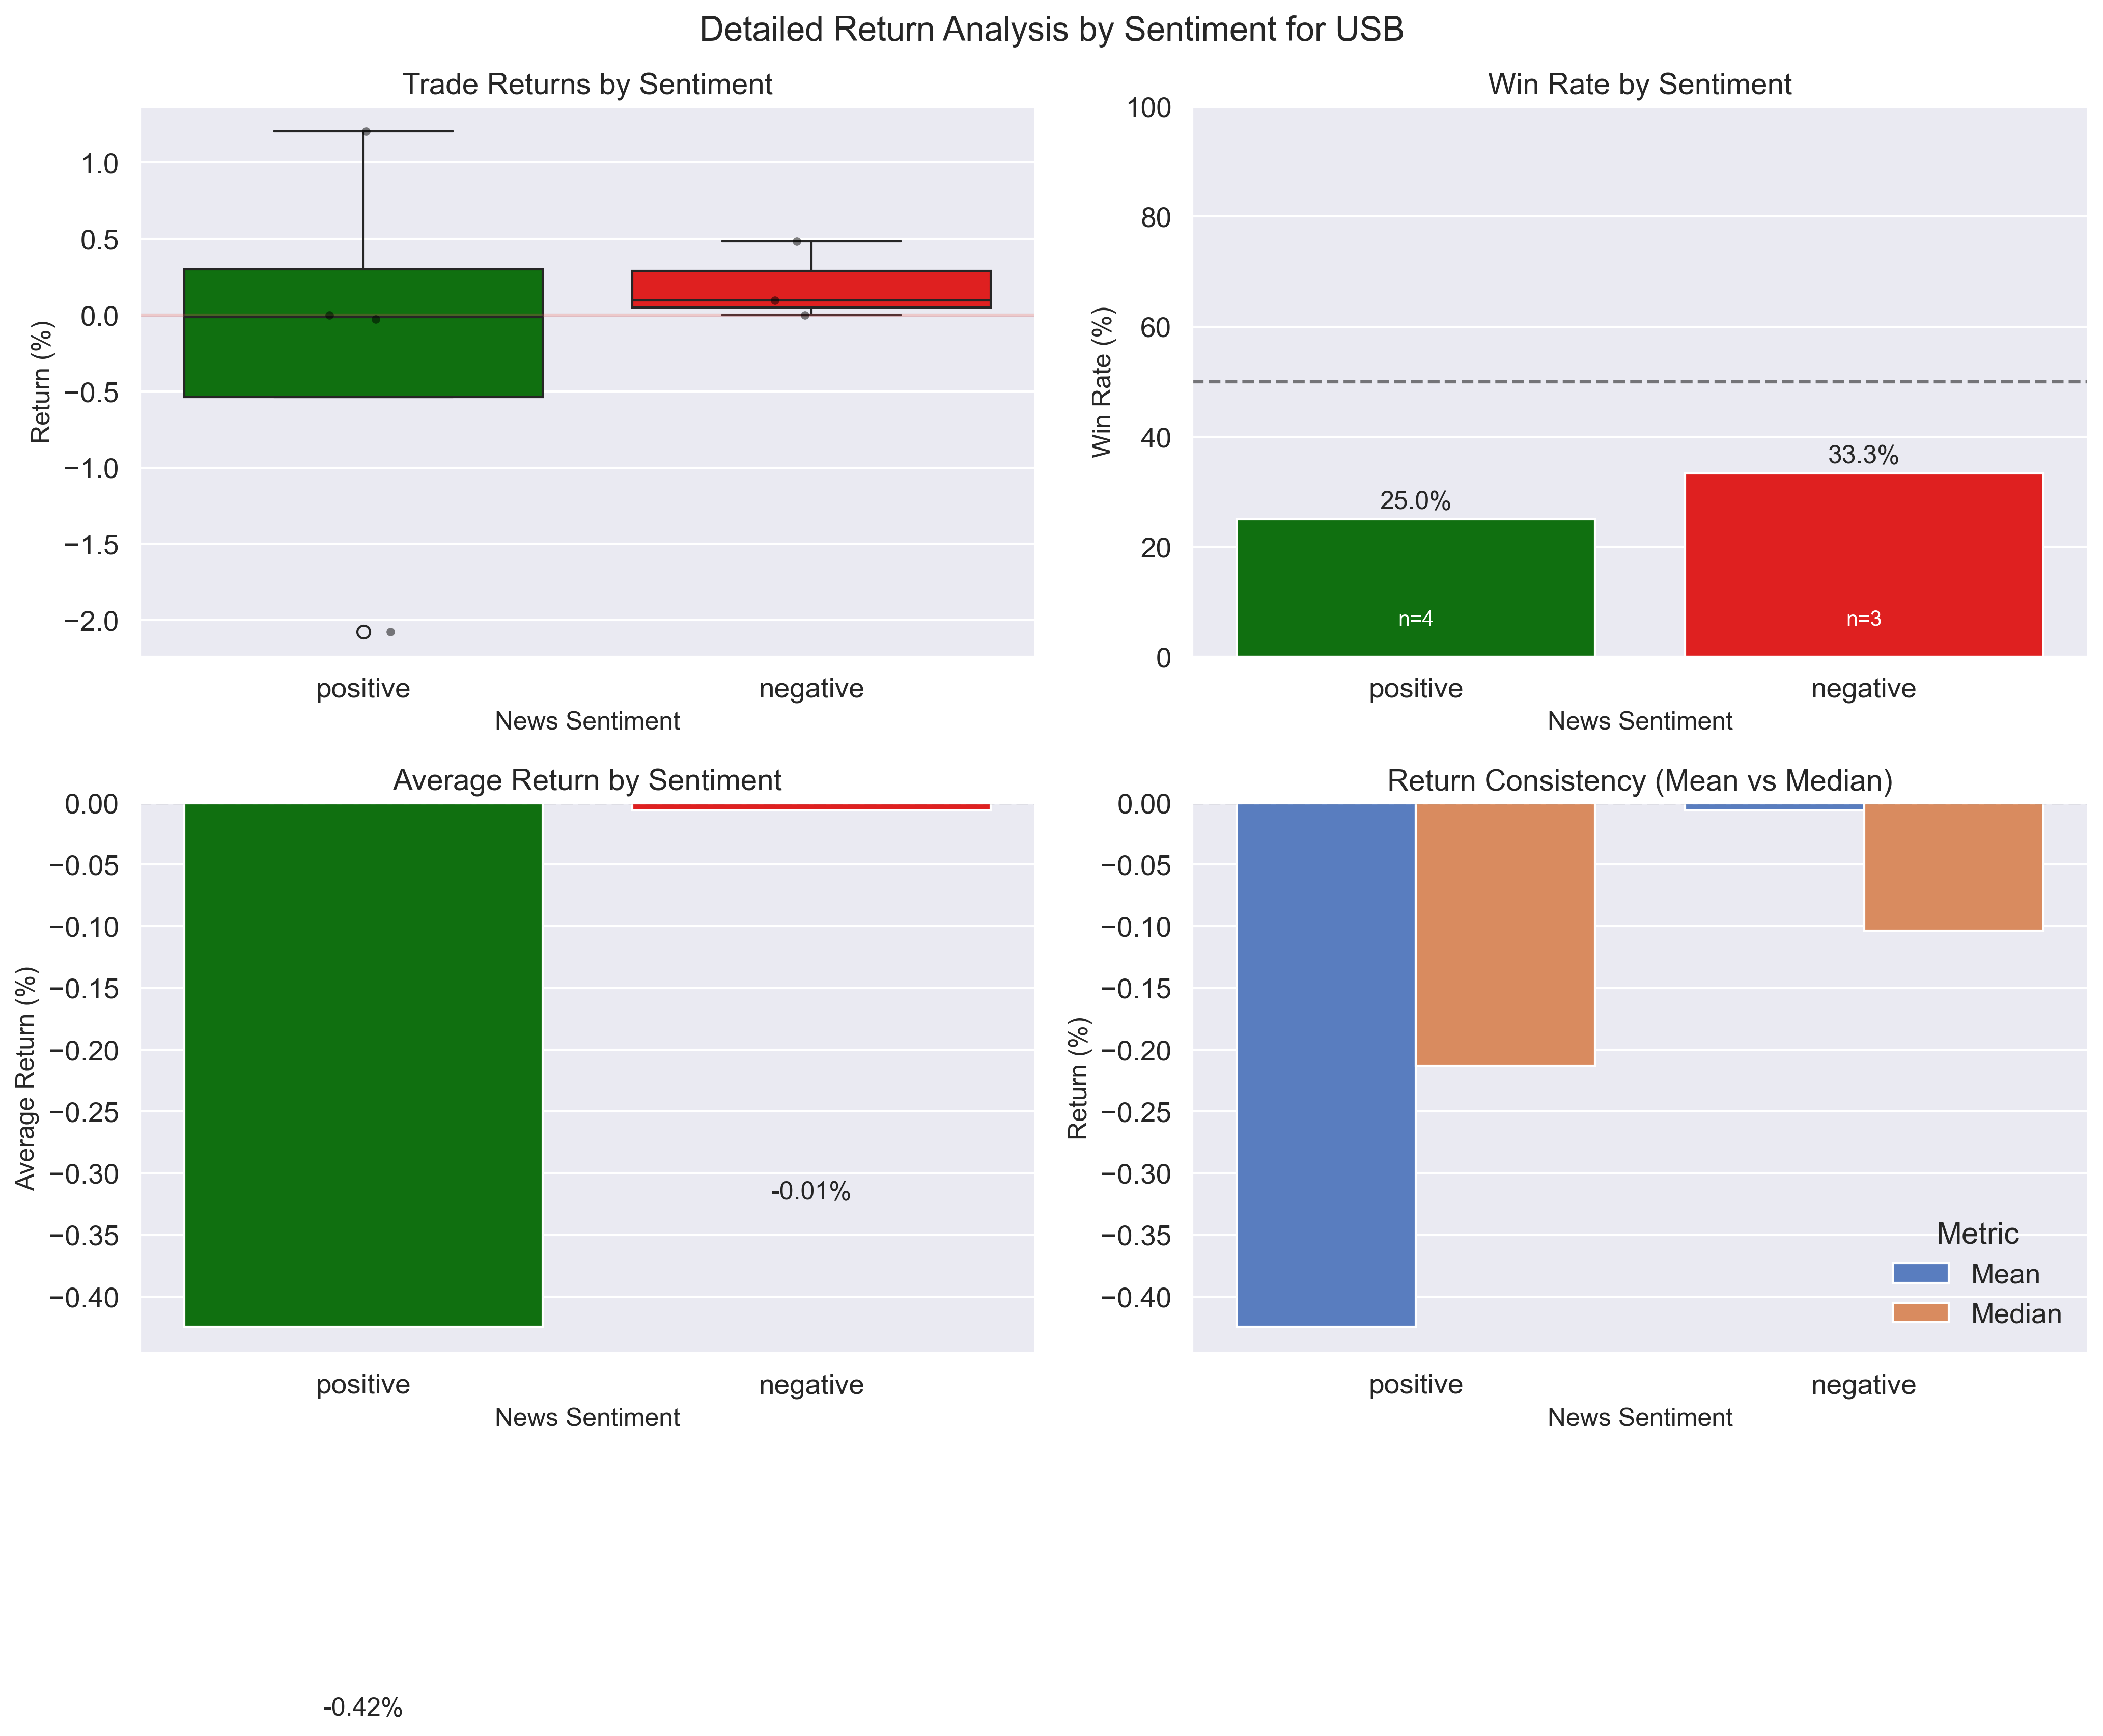 Detailed Return Analysis by Sentiment for USB
Trade Returns by Sentiment
Return (%)
1.0
0.5
0.0
−0.5
−1.0
−1.5
−2.0
positive
negative
News Sentiment
Win Rate by Sentiment
Win Rate (%)
100
80
60
40
20
0
25.0%
33.3%
n=4
n=3
positive
negative
News Sentiment
Average Return by Sentiment
Average Return (%)
0.00
−0.05
−0.10
−0.15
−0.20
−0.25
−0.30
−0.35
−0.40
-0.01%
positive
negative
News Sentiment
-0.42%
Return Consistency (Mean vs Median)
Return (%)
0.00
−0.05
−0.10
−0.15
−0.20
−0.25
−0.30
−0.35
−0.40
Metric
Mean
Median
positive
negative
News Sentiment